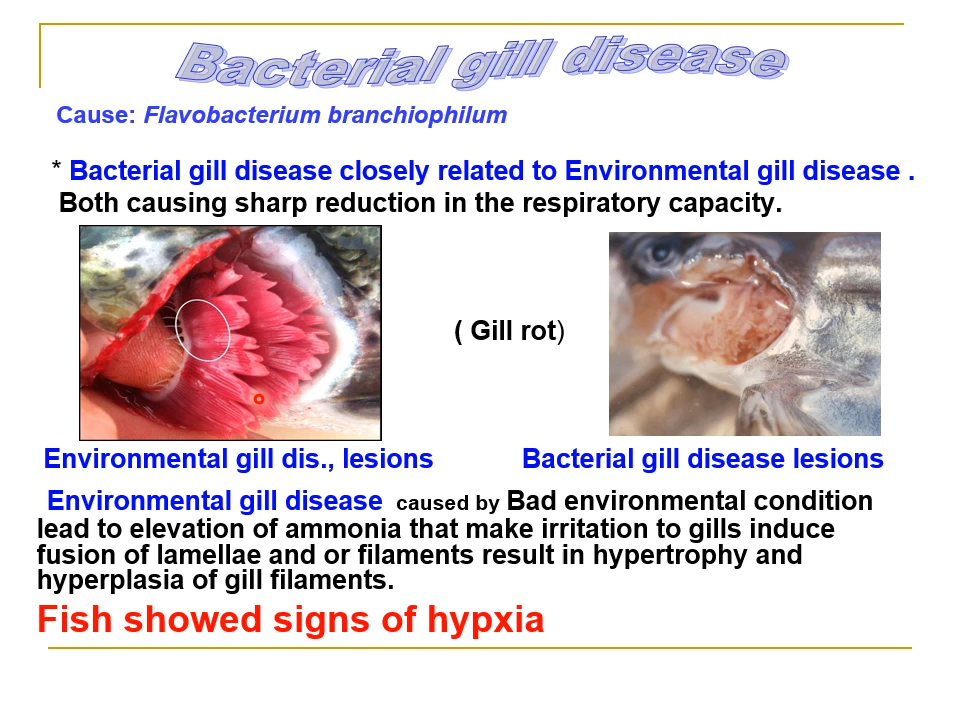 Bacterial gill disease
Cause: Flavobacterium branchiophilum
* Bacterial gill disease closely related to Environmental gill disease .
Both causing sharp reduction in the respiratory capacity.
( Gill rot)
Environmental gill dis., lesions
Bacterial gill disease lesions
Environmental gill disease caused by Bad environmental condition
lead to elevation of ammonia that make irritation to gills induce
fusion of lamellae and or filaments result in hypertrophy and
hyperplasia of gill filaments.
Fish showed signs of hypxia